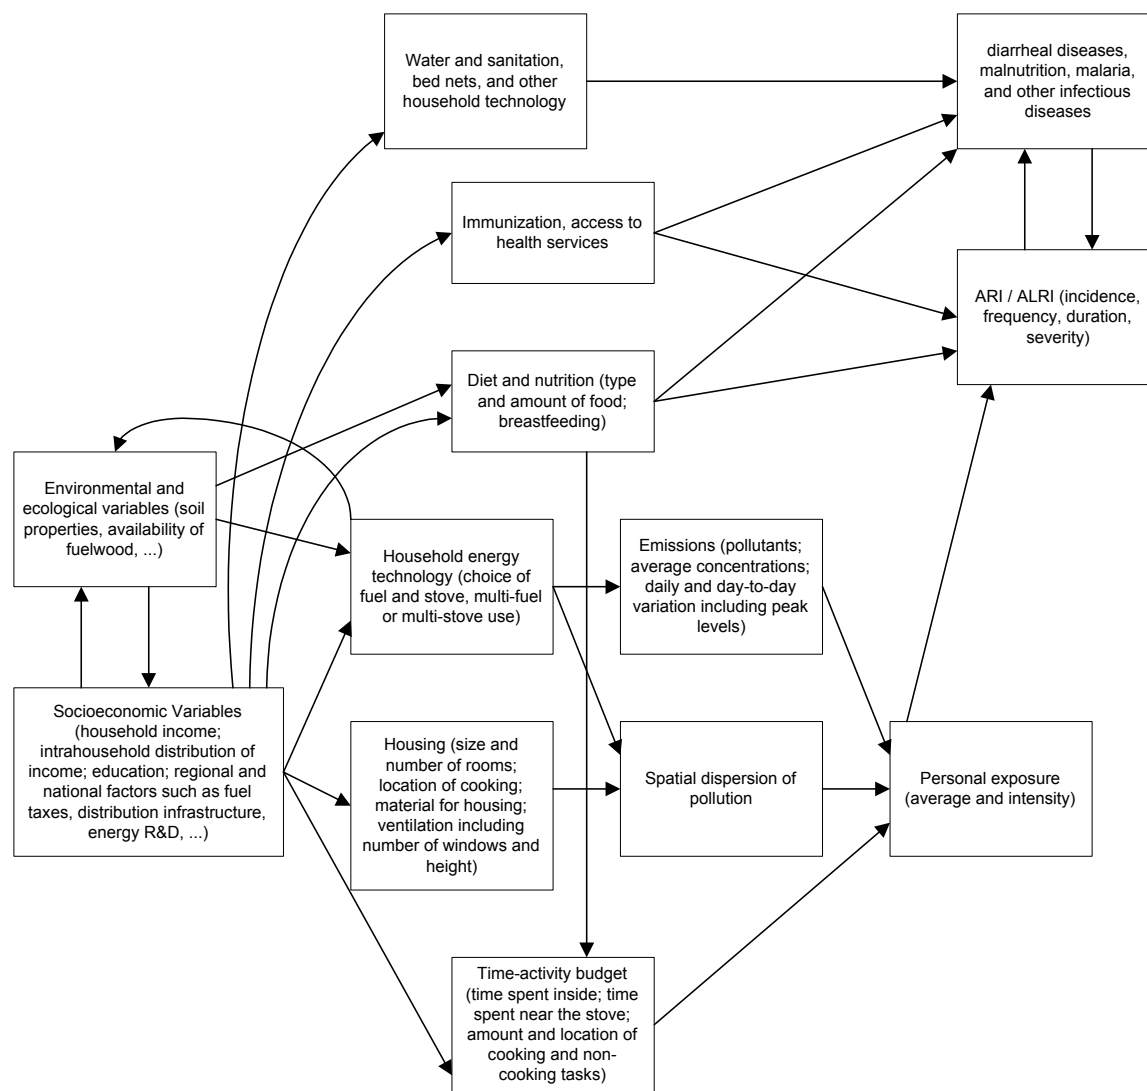 Water and sanitation,
bed nets, and other
household technology
diarrheal diseases,
malnutrition, malaria,
and other infectious
diseases
Immunization, access to
health services
ARI / ALRI (incidence,
frequency, duration,
severity)
Diet and nutrition (type
and amount of food;
breastfeeding)
Environmental and
ecological variables (soil
properties, availability of
fuelwood, ...)
Household energy
technology (choice of
fuel and stove, multi-fuel
or multi-stove use)
Emissions (pollutants;
average concentrations;
daily and day-to-day
variation including peak
levels)
Socioeconomic Variables
(household income;
intrahousehold distribution of
income; education; regional and
national factors such as fuel
taxes, distribution infrastructure,
energy R&D, ...)
Housing (size and
number of rooms;
location of cooking;
material for housing;
ventilation including
number of windows and
height)
Spatial dispersion of
pollution
Personal exposure
(average and intensity)
Time-activity budget
(time spent inside; time
spent near the stove;
amount and location of
cooking and non-
cooking tasks)